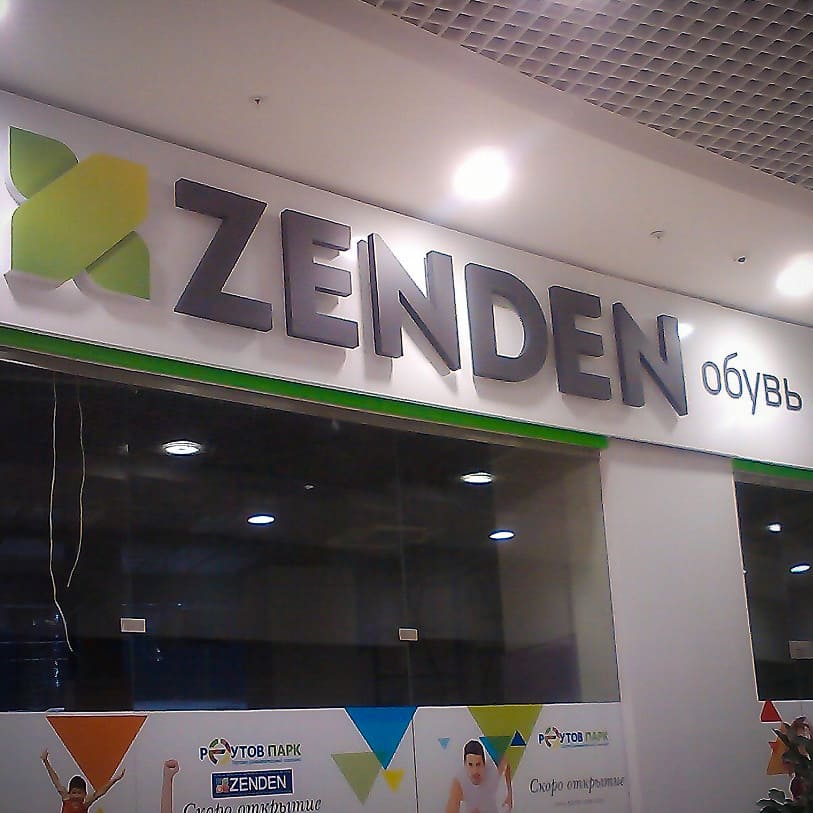 ZENDEN обувь
РЕУТОВ ПАРК
ZENDEN
Скоро открытие
РЕУТОВ ПАРК
Скоро открытие